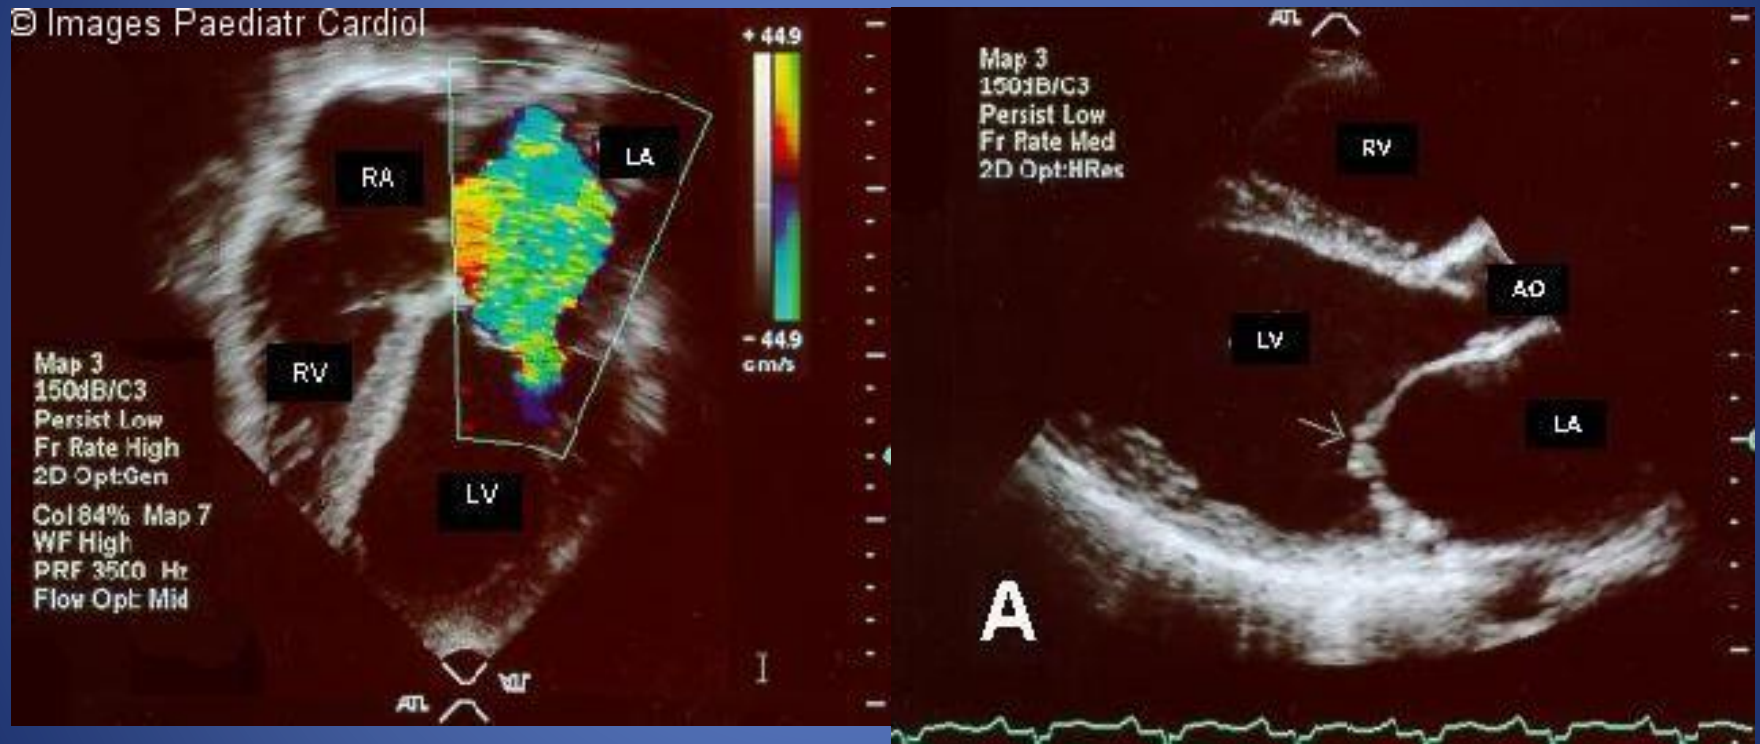 © Images Paediatr Cardiol
+ 44.9
LA
RA
- 44.9
cm/s
RV
Map 3
150dB/C3
Persist Low
Fr Rate High
2D Opt:Gen
Col 84% Map 7
WF High
PRF 3500 Hz
Flow Opt: Mid
LV
ATL
ATL
ATL
Map 3
150dB/C3
Persist Low
Fr Rate Med
2D Opt:HRes
RV
AO
LV
LA
A